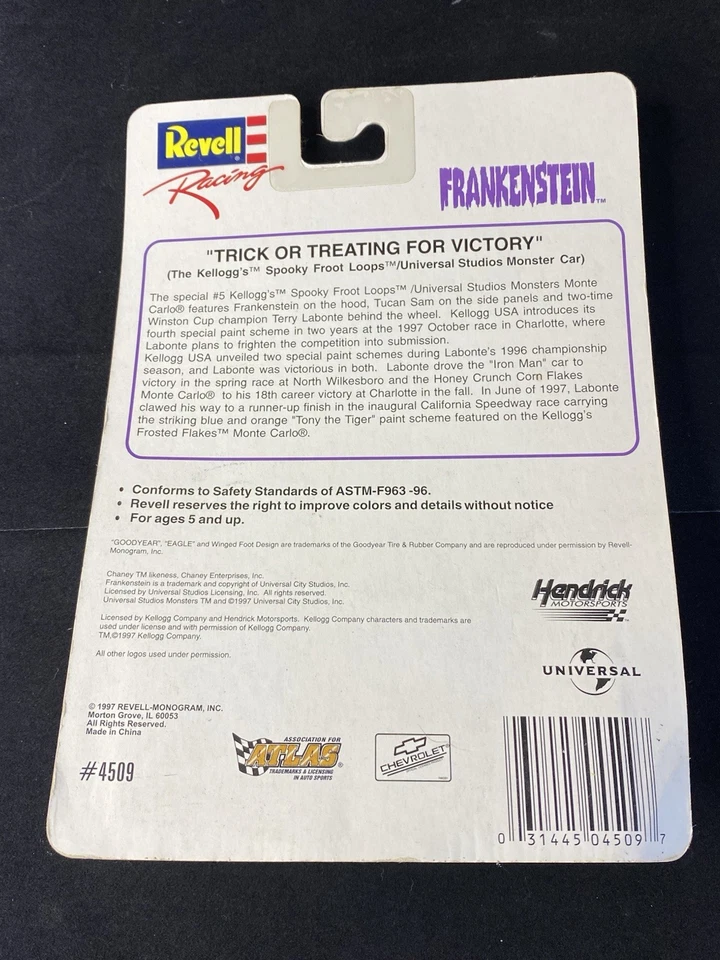 Revell
Racing
FRANKENSTEIN™
"TRICK OR TREATING FOR VICTORY"
(The Kellogg's™ Spooky Froot Loops™/Universal Studios Monster Car)
The special #5 Kellogg's™ Spooky Froot Loops™ /Universal Studios Monsters Monte
Carlo® features Frankenstein on the hood, Tucan Sam on the side panels and two-time
Winston Cup champion Terry Labonte behind the wheel. Kellogg USA introduces its
fourth special paint scheme in two years at the 1997 October race in Charlotte, where
Labonte plans to frighten the competition into submission.
Kellogg USA unveiled two special paint schemes during Labonte's 1996 championship
season, and Labonte was victorious in both. Labonte drove the "Iron Man" car to
victory in the spring race at North Wilkesboro and the Honey Crunch Corn Flakes
Monte Carlo® to his 18th career victory at Charlotte in the fall. In June of 1997, Labonte
clawed his way to a runner-up finish in the inaugural California Speedway race carrying
the striking blue and orange "Tony the Tiger" paint scheme featured on the Kellogg's
Frosted Flakes™ Monte Carlo®.
• Conforms to Safety Standards of ASTM-F963 -96.
• Revell reserves the right to improve colors and details without notice
• For ages 5 and up.
"GOODYEAR", "EAGLE" and Winged Foot Design are trademarks of the Goodyear Tire & Rubber Company and are reproduced under permission by Revell-
Monogram, Inc.
Chaney TM likeness, Chaney Enterprises, Inc.
Frankenstein is a trademark and copyright of Universal City Studios, Inc.
Licensed by Universal Studios Licensing, Inc. All rights reserved.
Universal Studios Monsters TM and ©1997 Universal City Studios, Inc.
Licensed by Kellogg Company and Hendrick Motorsports. Kellogg Company characters and trademarks are
used under license and with permission of Kellogg Company.
TM,©1997 Kellogg Company.
All other logos used under permission.
Hendrick
MOTORSPORTS
UNIVERSAL
© 1997 REVELL-MONOGRAM, INC.
Morton Grove, IL 60053
All Rights Reserved.
Made in China
#4509
ASSOCIATION FOR
ATLAS®
TRADEMARKS & LICENSING
IN AUTO SPORTS
CHEVROLET
0 31445 04509 7